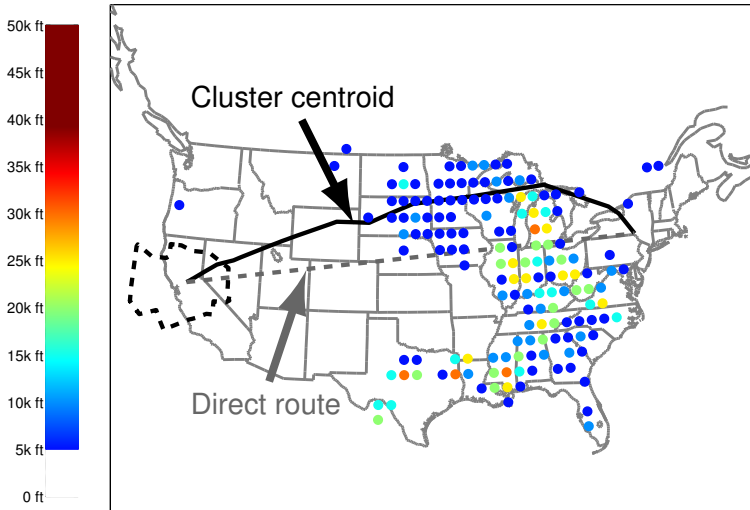 50k ft
45k ft
40k ft
35k ft
30k ft
25k ft
20k ft
15k ft
10k ft
5k ft
0 ft
Cluster centroid
Direct route